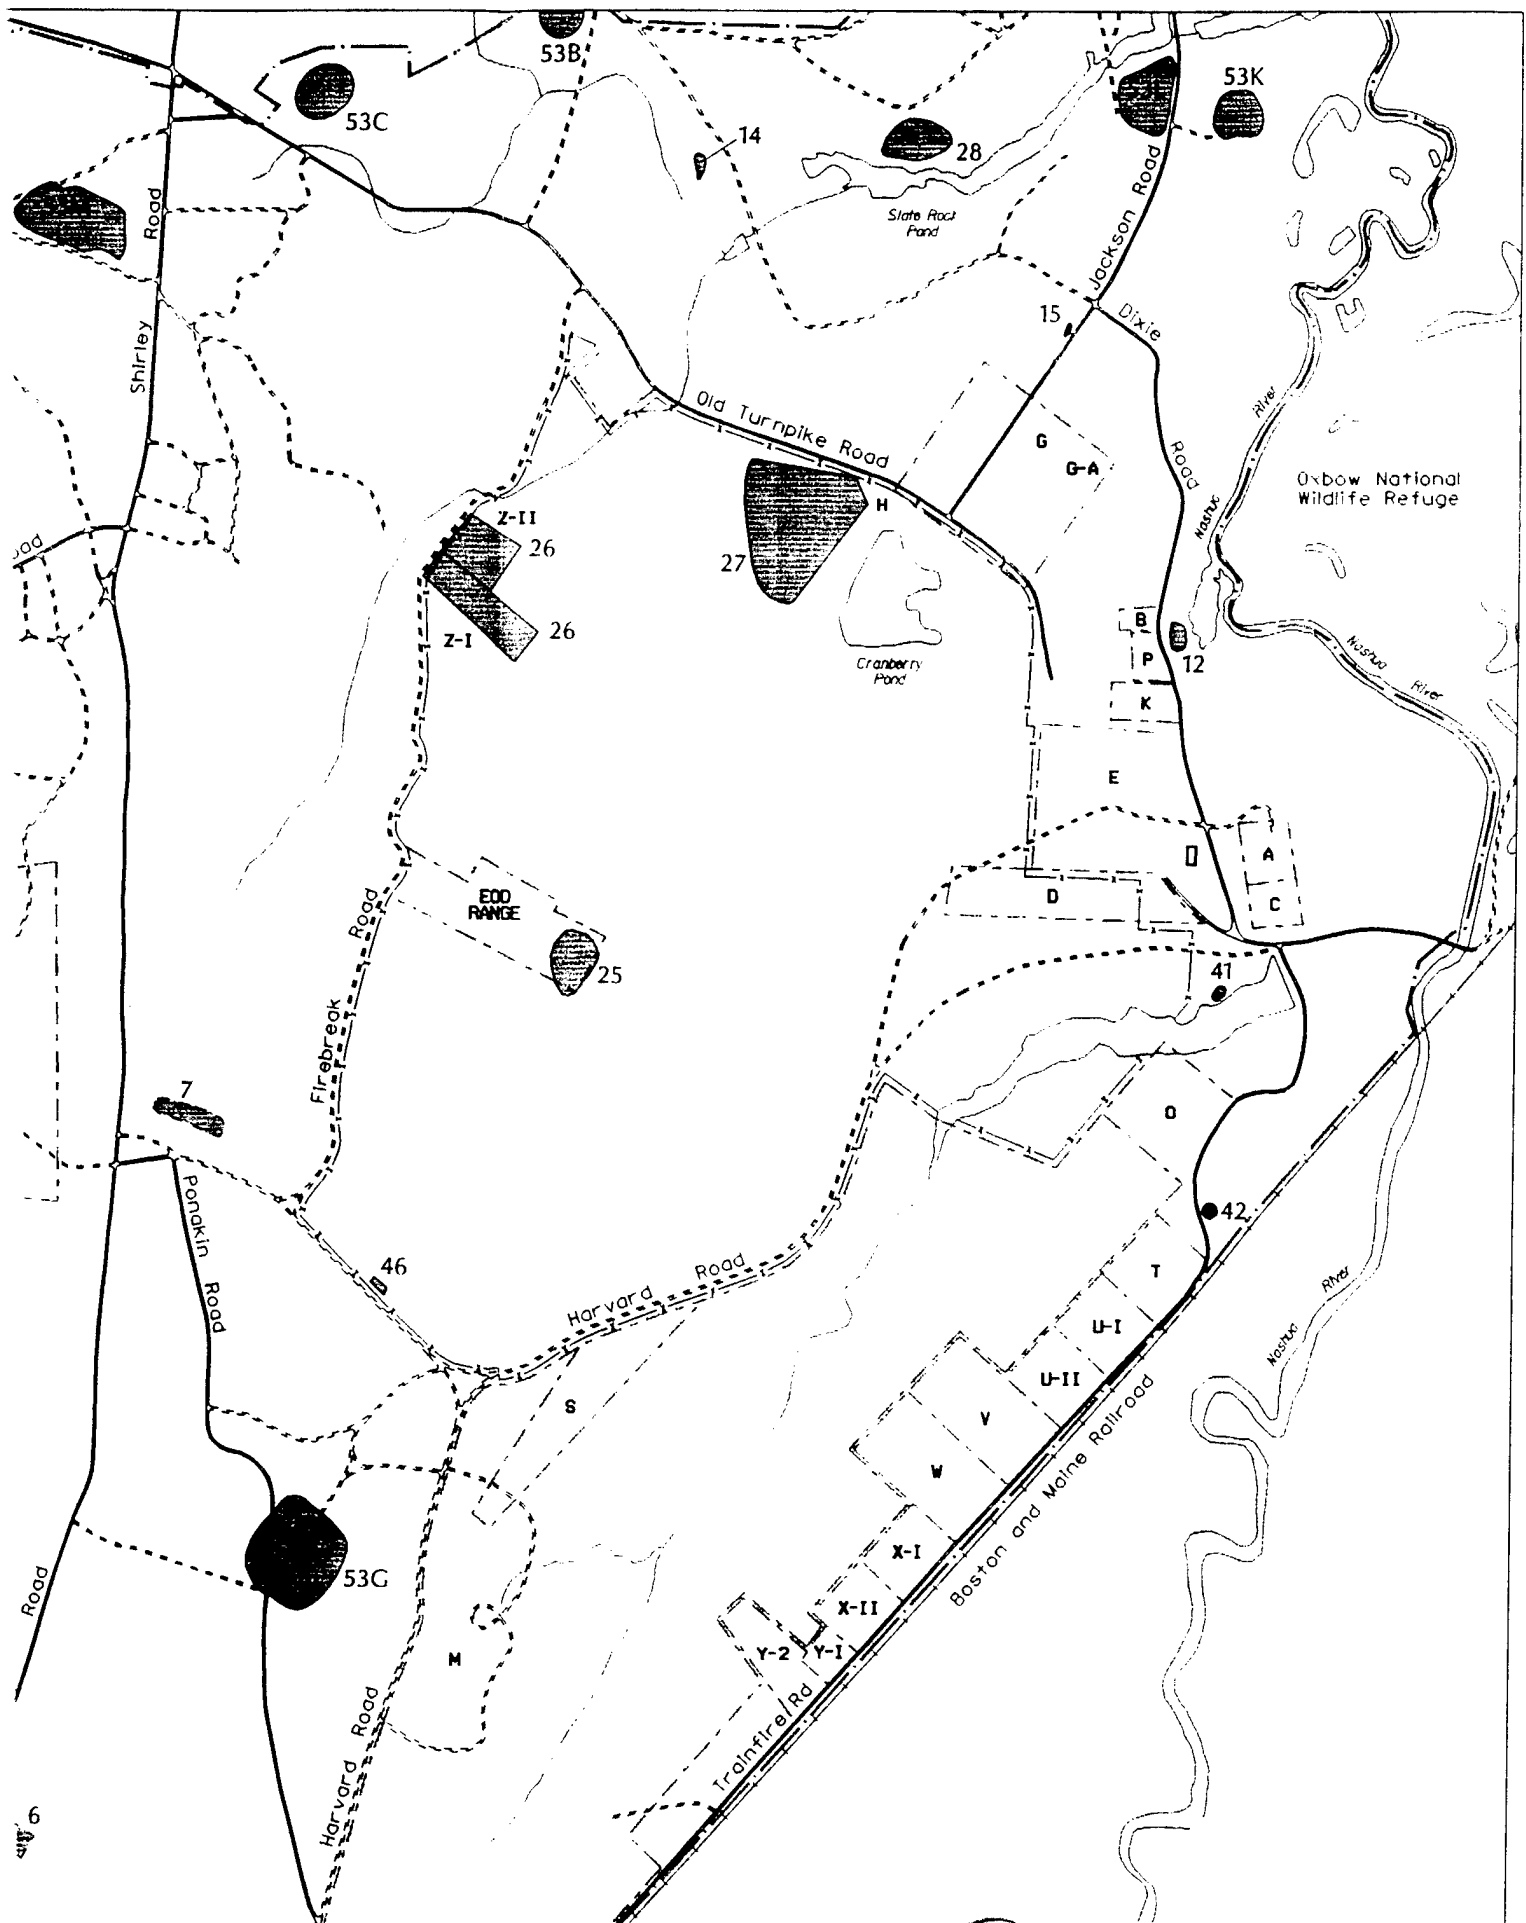 53B
53C
53K
14
28
Slate Rock
Pond
Jackson Road
Road
Shirley
15
Dixie
Road
Old Turnpike Road
G
G-A
H
River
Nashua
Oxbow National
Wildlife Refuge
Z-II
26
27
Z-I
26
Cranberry
Pond
B
P
12
K
Nashua
River
E
A
C
D
EOD
RANGE
25
Firebreak Road
41
7
O
Ponakin Road
42
46
T
Harvard Road
River
Nashua
U-I
U-II
S
V
W
Boston and Maine Railroad
X-I
53G
X-II
Road
Y-2
Y-I
M
Trainfire Rd
Harvard Road
6